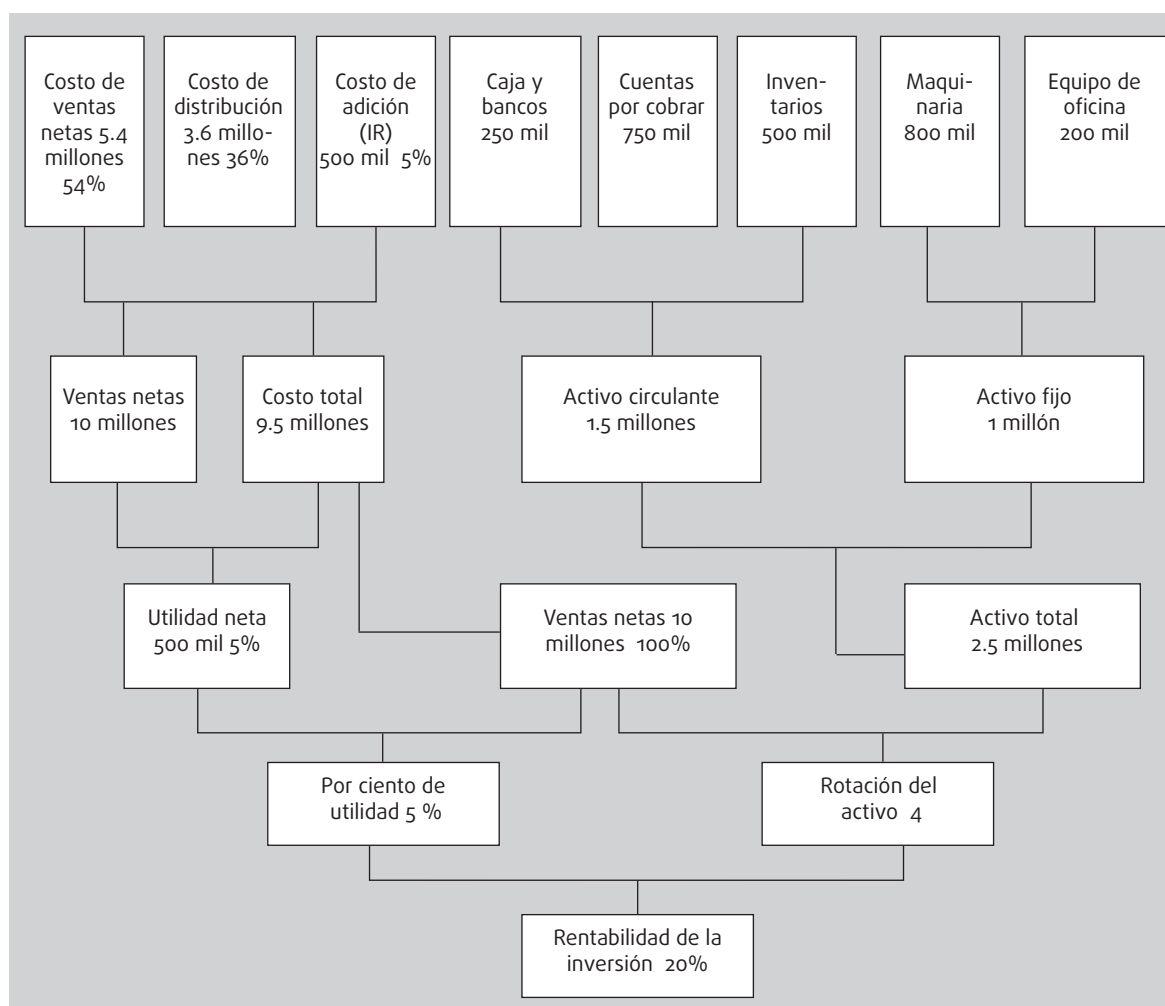 Costo de
ventas
netas 5.4
millones
54%
Costo de
distribución
3.6 millo-
nes 36%
Costo de
adición
(IR)
500 mil 5%
Caja y
bancos
250 mil
Cuentas
por cobrar
750 mil
Inven-
tarios
500 mil
Maqui-
naria
800 mil
Equipo de
oficina
200 mil
Ventas netas
10 millones
Costo total
9.5 millones
Activo circulante
1.5 millones
Activo fijo
1 millón
Utilidad neta
500 mil 5%
Ventas netas 10
millones 100%
Activo total
2.5 millones
Por ciento de
utilidad 5 %
Rotación del
activo 4
Rentabilidad de la
inversión 20%